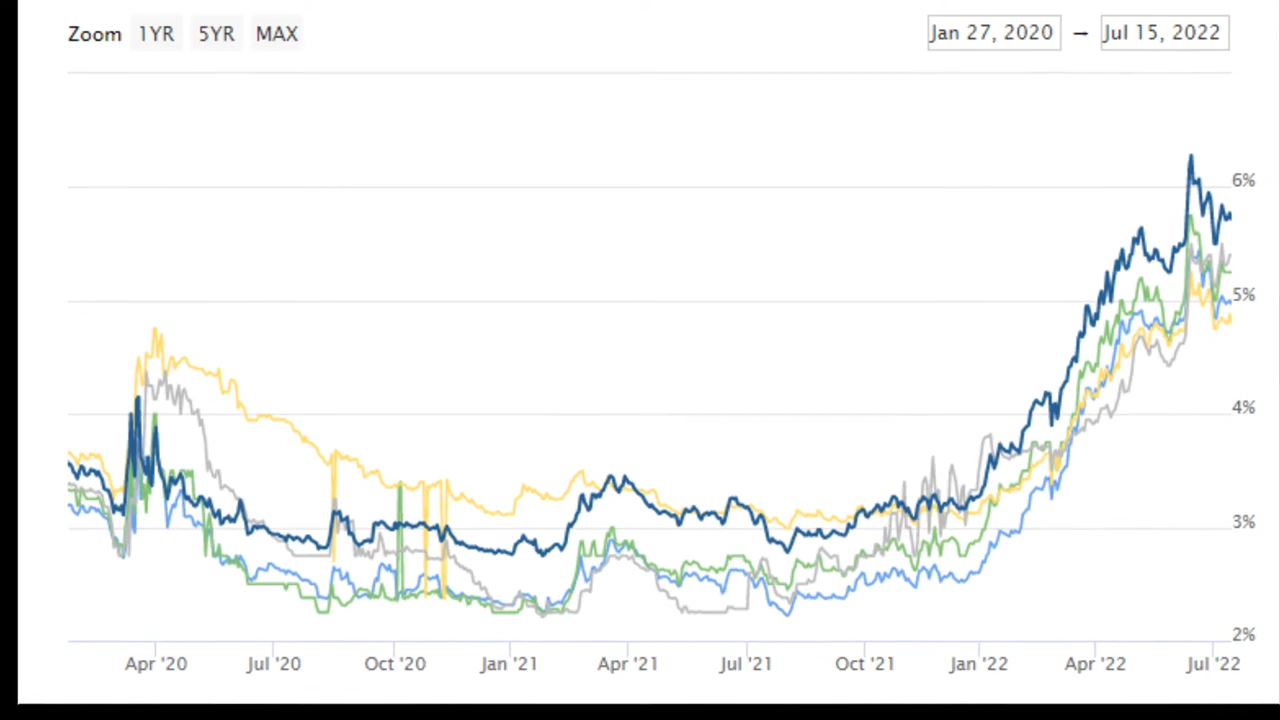 Zoom 1YR 5YR MAX Jan 27, 2020 → Jul 15, 2022
6%
5%
4%
3%
2%
Apr '20 Jul '20 Oct '20 Jan '21 Apr '21 Jul '21 Oct '21 Jan '22 Apr '22 Jul '22